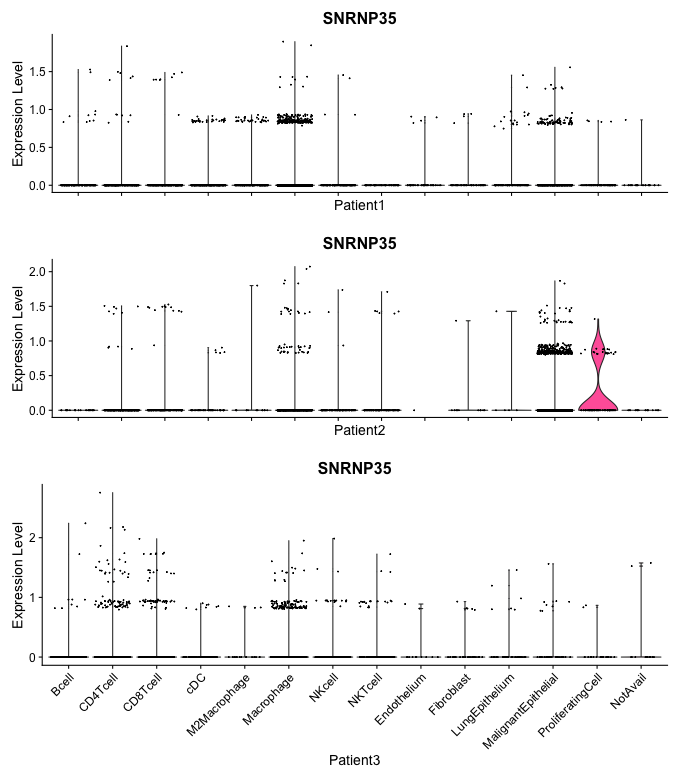 SNRNP35
Expression Level
1.5
1.0
0.5
0.0
Patient1
SNRNP35
Expression Level
2.0
1.5
1.0
0.5
0.0
Patient2
SNRNP35
Expression Level
2
1
0
Bcell
CD4Tcell
CD8Tcell
cDC
M2Macrophage
Macrophage
NKcell
NKTcell
Endothelium
Fibroblast
LungEpithelium
MalignantEpithelial
ProliferatingCell
NotAvail
Patient3